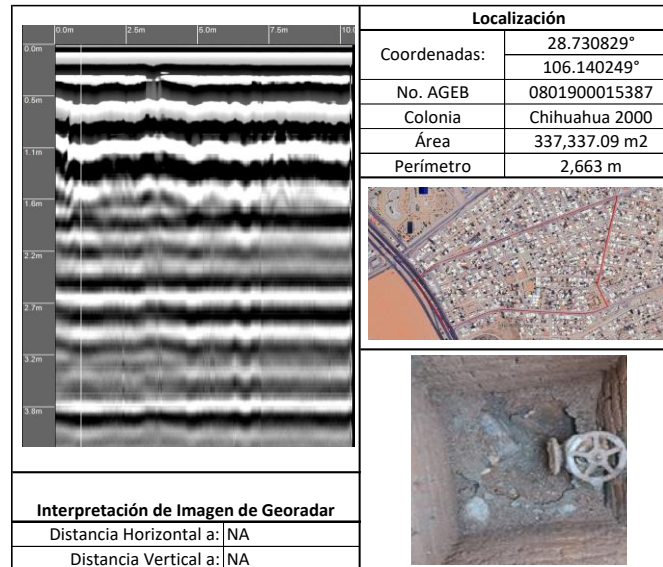 0.0m 2.5m 5.0m 7.5m 10.0
0.0m
0.5m
1.1m
1.6m
2.2m
2.7m
3.2m
3.8m
Interpretación de Imagen de Georadar
Distancia Horizontal a: NA
Distancia Vertical a: NA
Localización
Coordenadas: 28.730829°
106.140249°
No. AGEB 0801900015387
Colonia Chihuahua 2000
Área 337,337.09 m2
Perímetro 2,663 m